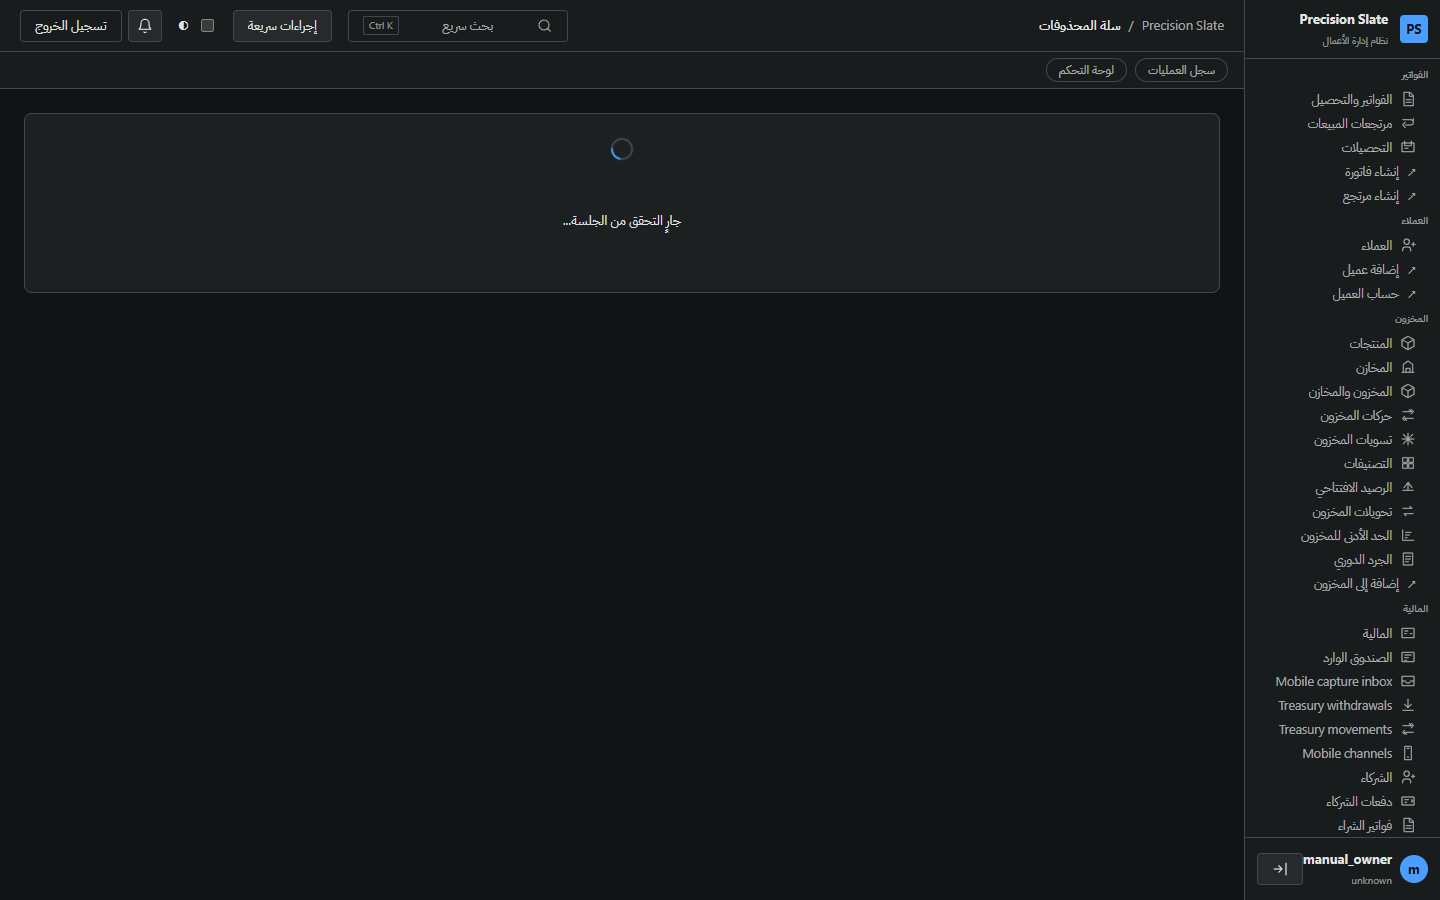 Precision Slate
نظام إدارة الأعمال
PS
Precision Slate / سلة المحذوفات
بحث سريع
Ctrl K
إجراءات سريعة
تسجيل الخروج
سجل العمليات
لوحة التحكم
جارٍ التحقق من الجلسة...
الفواتير
الفواتير والتحصيل
مرتجعات المبيعات
التحصيلات
إنشاء فاتورة
إنشاء مرتجع
العملاء
العملاء
إضافة عميل
حساب العميل
المخزون
المنتجات
المخازن
المخزون والمخازن
حركات المخزون
تسويات المخزون
التصنيفات
الرصيد الافتتاحي
تحويلات المخزون
الحد الأدنى للمخزون
الجرد الدوري
إضافة إلى المخزون
المالية
المالية
الصندوق الوارد
Mobile capture inbox
Treasury withdrawals
Treasury movements
Mobile channels
الشركاء
دفعات الشركاء
فواتير الشراء
manual_owner
unknown
m